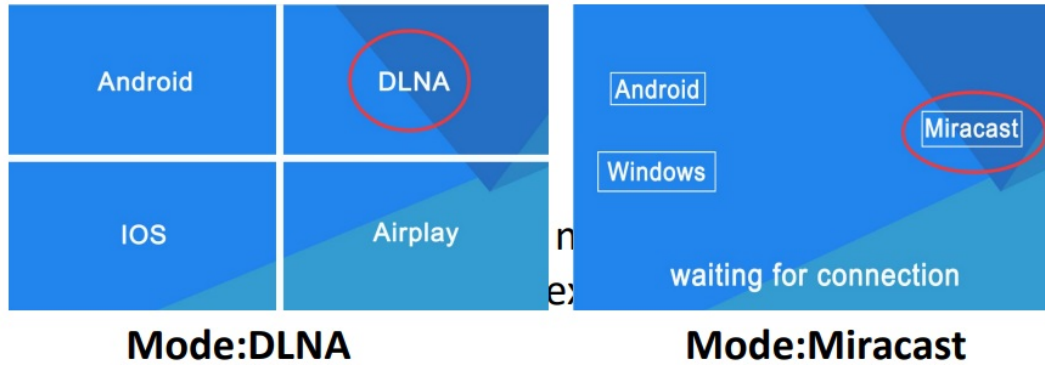 Android
DLNA
IOS
Airplay
Mode:DLNA
Android
Miracast
Windows
waiting for connection
Mode:Miracast